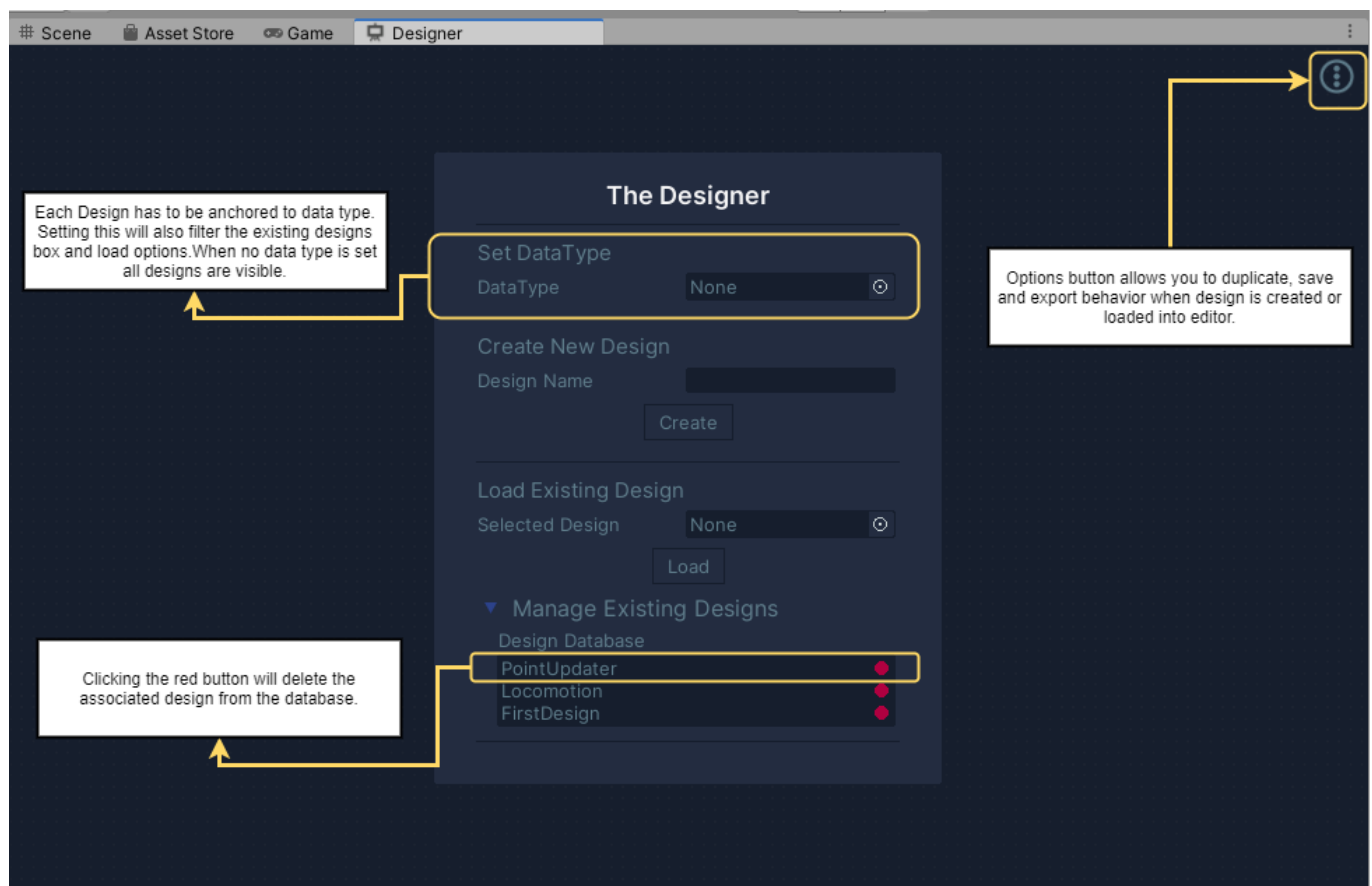 Scene
Asset Store
Game
Designer
The Designer
Each Design has to be anchored to data type.
Setting this will also filter the existing designs
box and load options.When no data type is set
all designs are visible.
Set DataType
DataType None
Options button allows you to duplicate, save
and export behavior when design is created or
loaded into editor.
Create New Design
Design Name
Create
Load Existing Design
Selected Design None
Load
Manage Existing Designs
Design Database
PointUpdater
Locomotion
FirstDesign
Clicking the red button will delete the
associated design from the database.